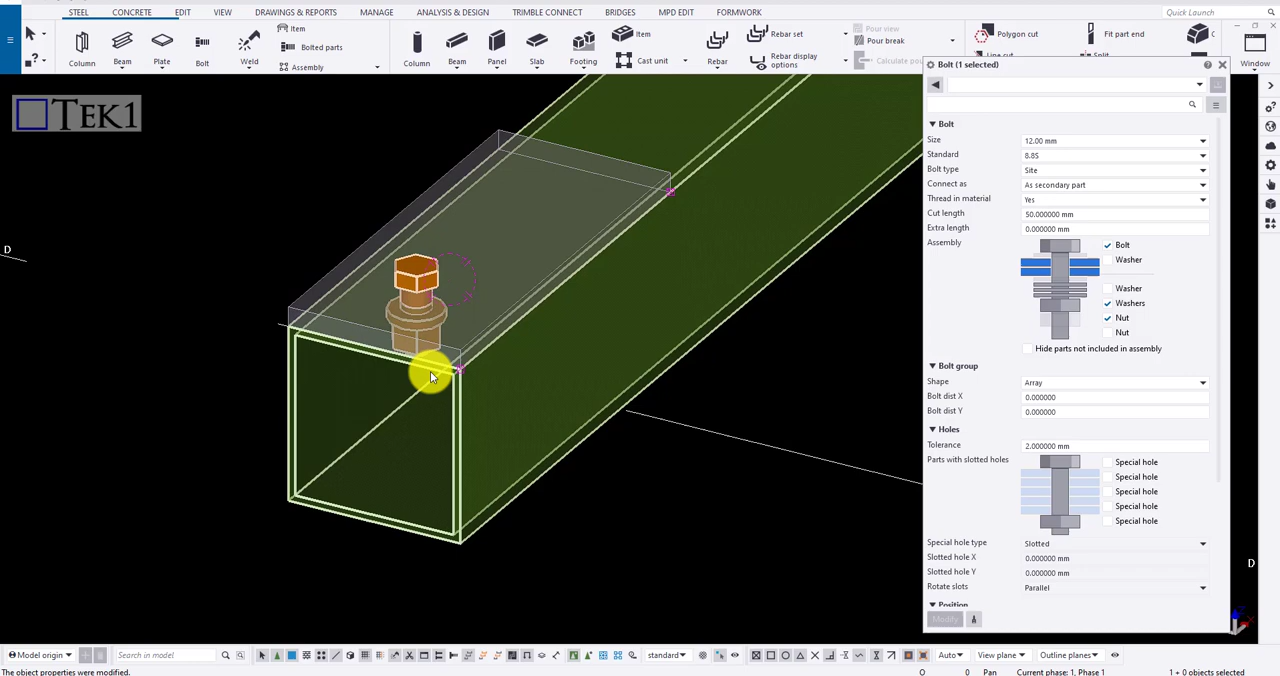 STEEL CONCRETE EDIT VIEW DRAWINGS & REPORTS MANAGE ANALYSIS & DESIGN TRIMBLE CONNECT BRIDGES MPD EDIT FORMWORK Quick Launch
Item Item Rebar set Pour view Polygon cut Fit part end C
Bolted parts Pour break
Column Beam Plate Bolt Weld Assembly Column Beam Panel Slab Footing Cast unit Rebar Rebar display options Calculate pou Line cut Split Window
TEK1
Bolt (1 selected)
Bolt
Size 12.00 mm
Standard 8.8S
Bolt type Site
Connect as As secondary part
Thread in material Yes
Cut length 50.000000 mm
Extra length 0.000000 mm
Assembly Bolt
Washer
Washer
Washers
Nut
Nut
Hide parts not included in assembly
Bolt group
Shape Array
Bolt dist X 0.000000
Bolt dist Y 0.000000
Holes
Tolerance 2.000000 mm
Parts with slotted holes Special hole
Special hole
Special hole
Special hole
Special hole
Special hole type Slotted
Slotted hole X 0.000000 mm
Slotted hole Y 0.000000 mm
Rotate slots Parallel
Position
Modify
D
D
Model origin Search in model standard Auto View plane Outline planes
The object properties were modified. O 0 Pan Current phase: 1, Phase 1 1 + 0 objects selected